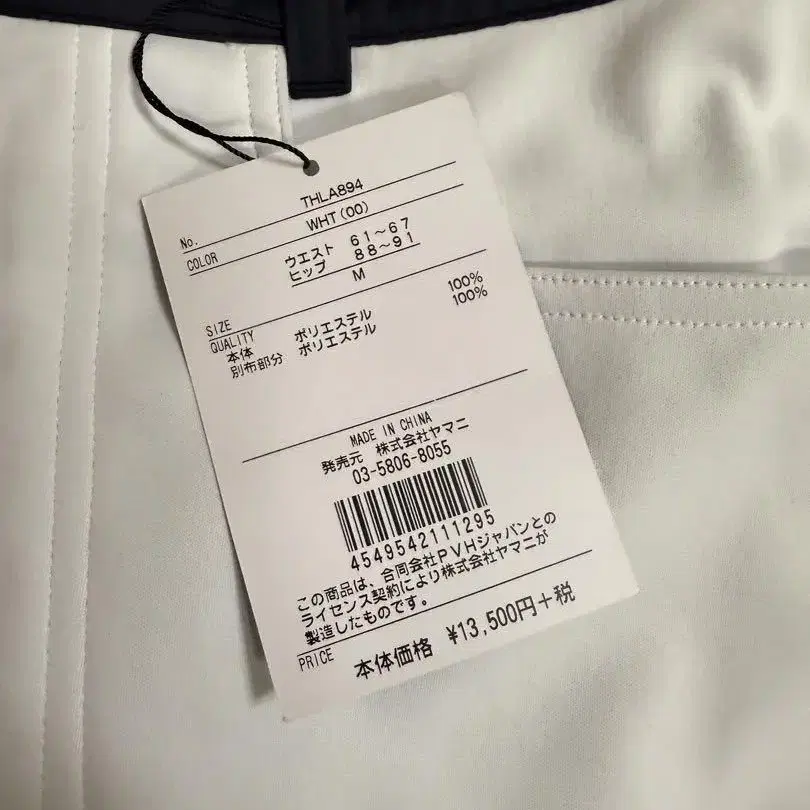 No. THLA894
COLOR WHT(00)
ウエスト 61～67
ヒップ 88～91
SIZE M
QUALITY
本体 ポリエステル 100%
別布部分 ポリエステル 100%
MADE IN CHINA
発売元 株式会社ヤマニ
03-5806-8055
4549542111295
この商品は、合同会社PVHジャパンとの
ライセンス契約により株式会社ヤマニが
製造したものです。
PRICE 本体価格 ¥13,500円+税